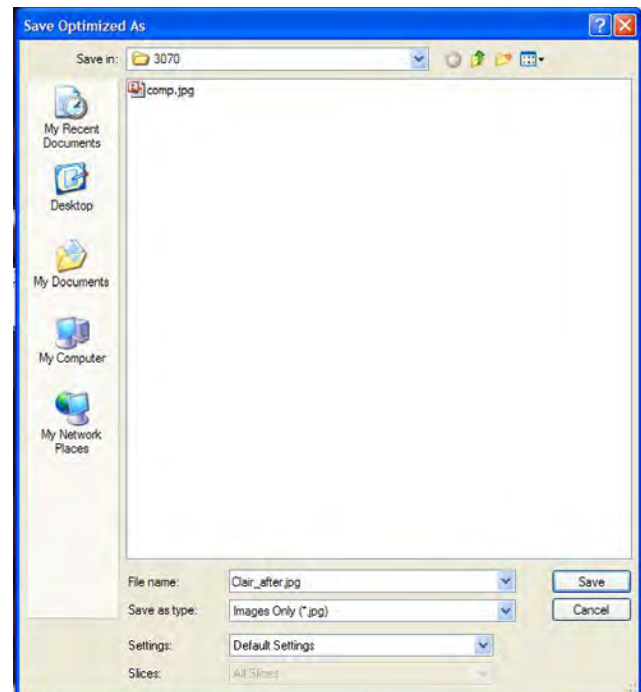 Save Optimized As
Save in: 3070
comp.jpg
My Recent
Documents
Desktop
My Documents
My Computer
My Network
Places
File name: Clair_after.jpg Save
Save as type: Images Only (*.jpg) Cancel
Settings: Default Settings
Slices: All Slices